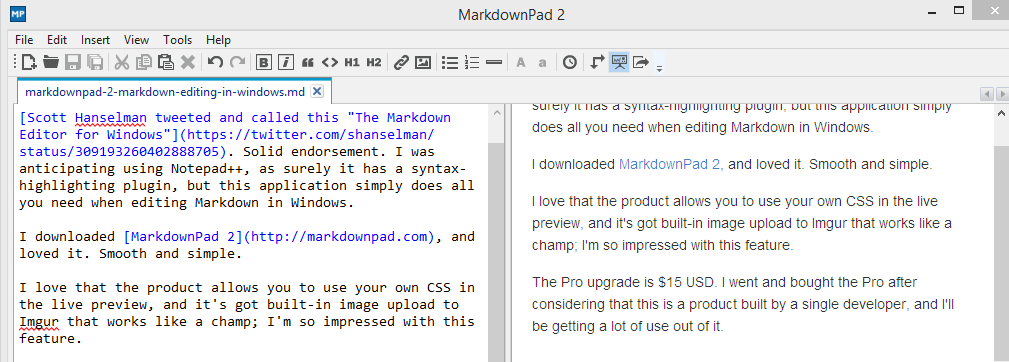 MP
MarkdownPad 2
File Edit Insert View Tools Help
B i H1 H2 A a
markdownpad-2-markdown-editing-in-windows.md
[Scott Hanselman tweeted and called this "The Markdown
Editor for Windows"](https://twitter.com/shanselman/
status/309193260402888705). Solid endorsement. I was
anticipating using Notepad++, as surely it has a syntax-
highlighting plugin, but this application simply does all
you need when editing Markdown in Windows.
I downloaded [MarkdownPad 2](http://markdownpad.com), and
loved it. Smooth and simple.
I love that the product allows you to use your own CSS in
the live preview, and it's got built-in image upload to
Imgur that works like a champ; I'm so impressed with this
feature.
surely it has a syntax-highlighting plugin, but this application simply
does all you need when editing Markdown in Windows.
I downloaded MarkdownPad 2, and loved it. Smooth and simple.
I love that the product allows you to use your own CSS in the live
preview, and it's got built-in image upload to Imgur that works like a
champ; I'm so impressed with this feature.
The Pro upgrade is $15 USD. I went and bought the Pro after
considering that this is a product built by a single developer, and I'll
be getting a lot of use out of it.